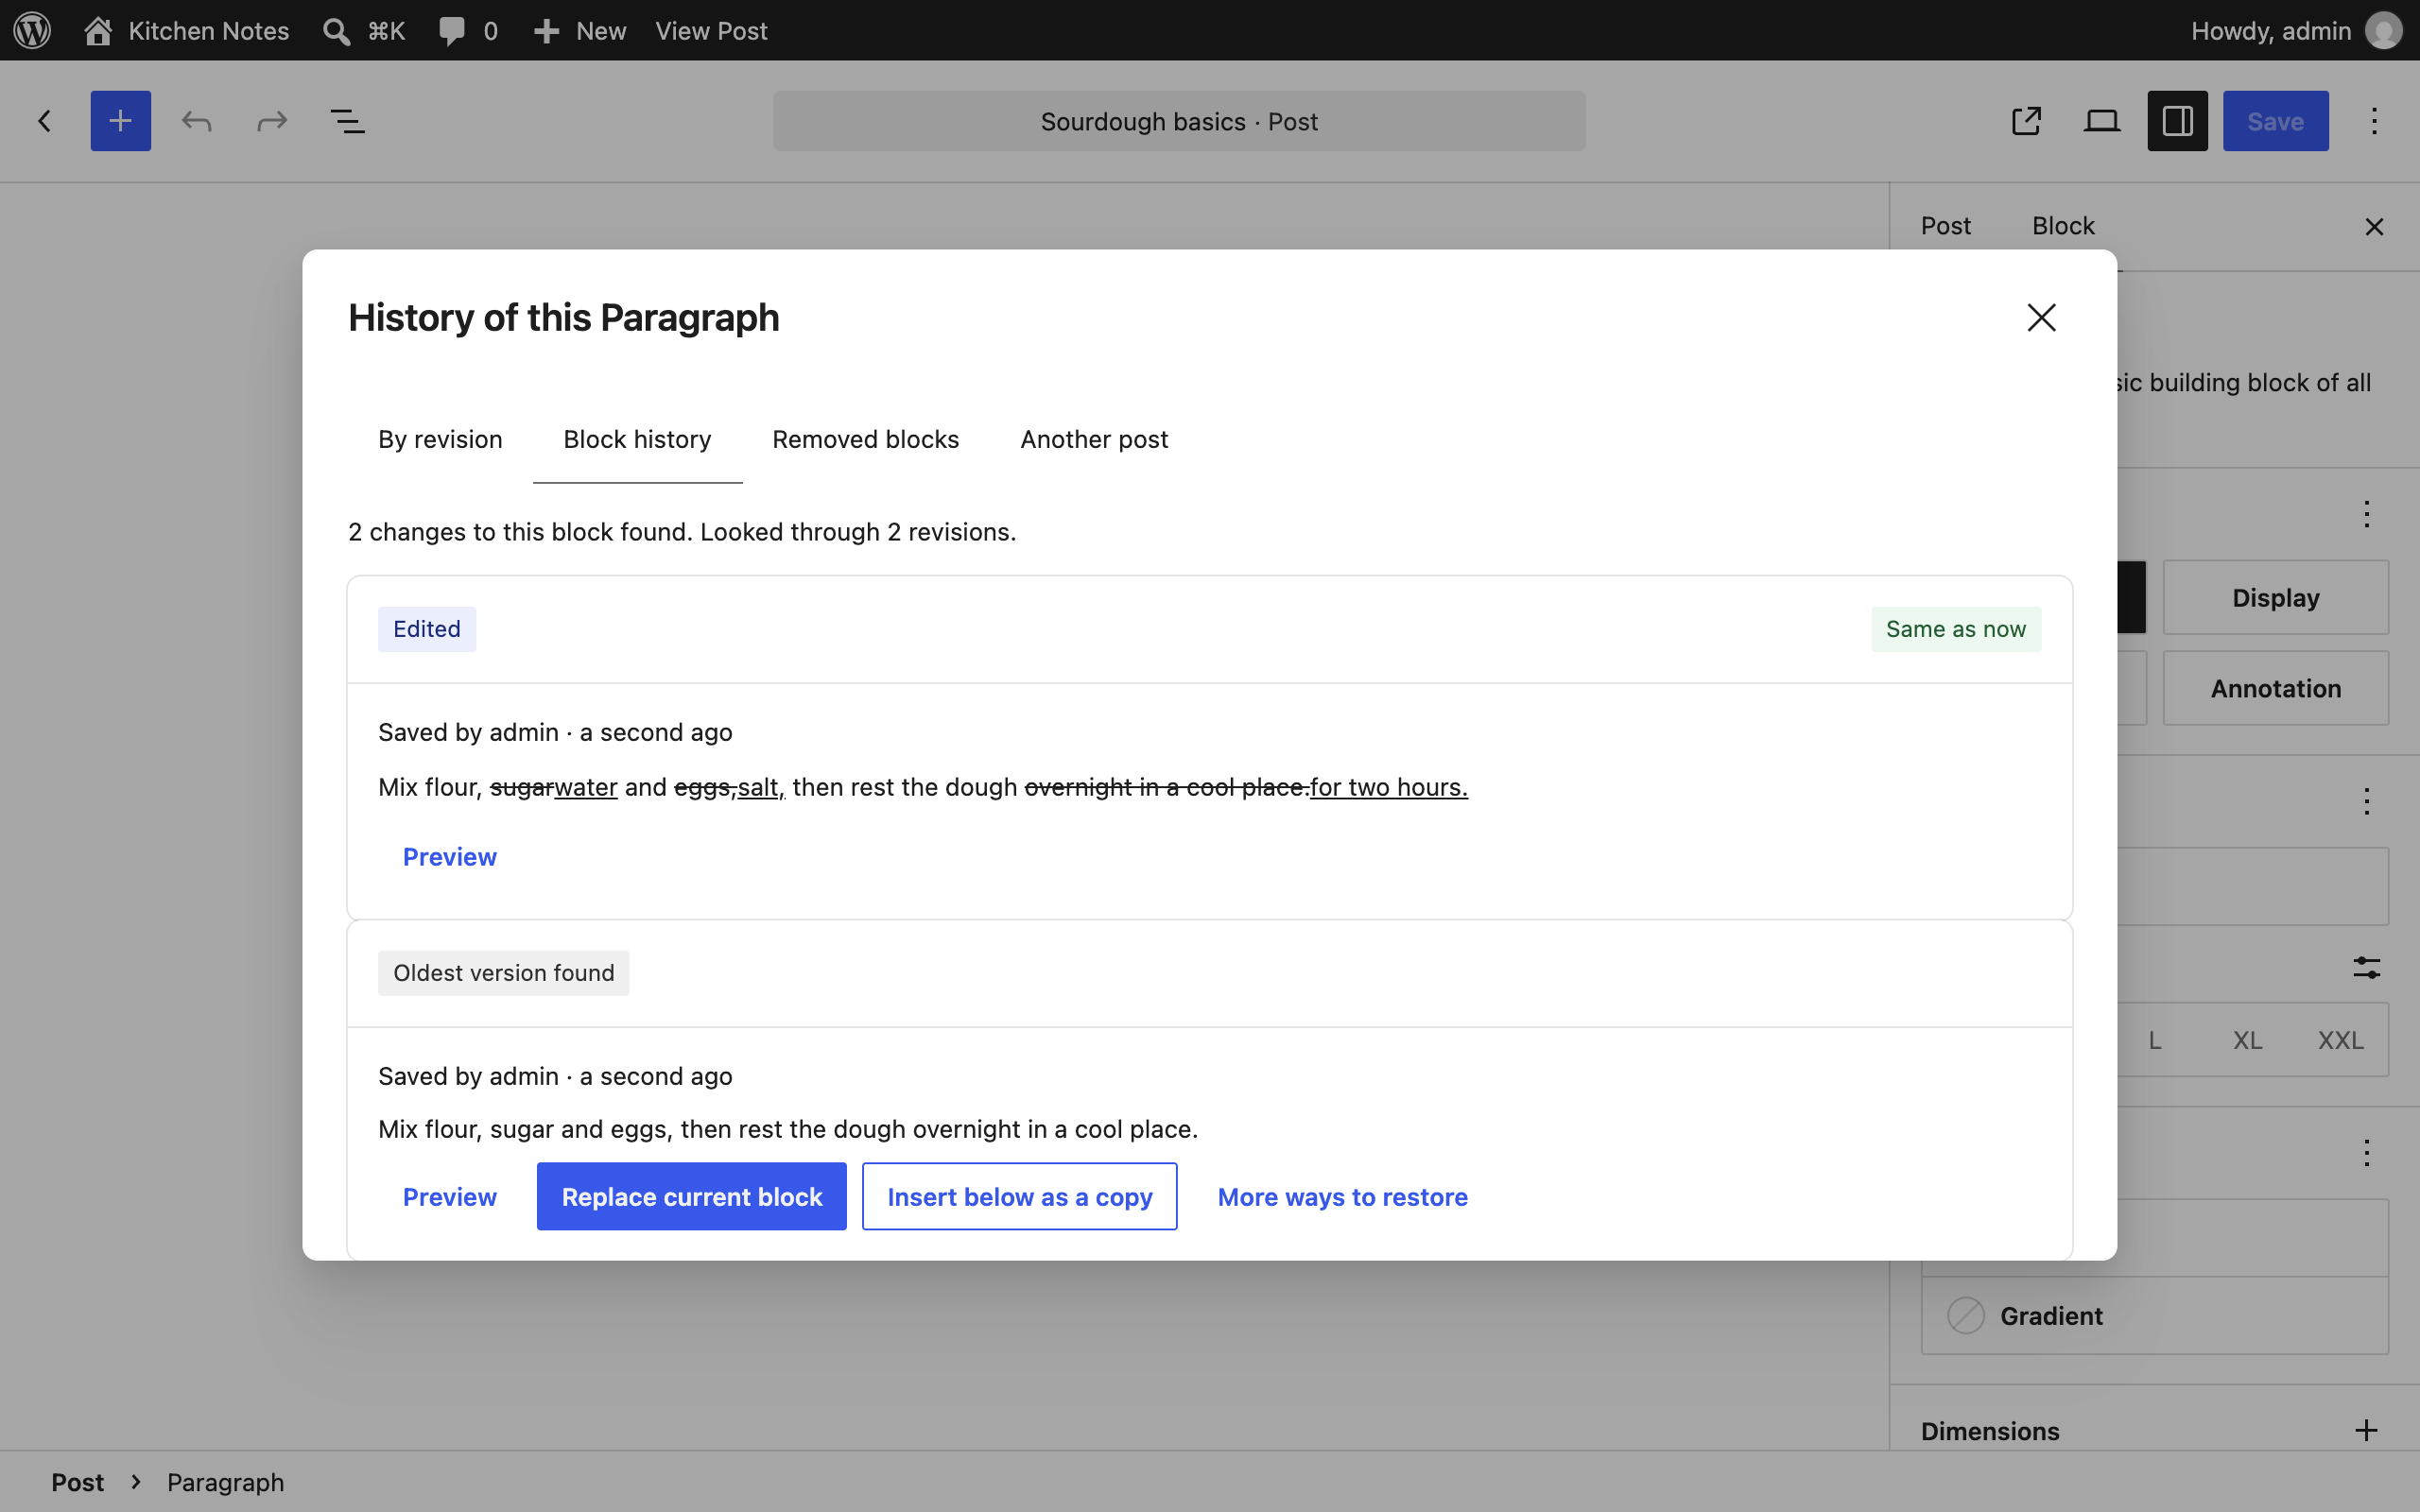 Kitchen Notes ⌘K 0 New View Post Howdy, admin
Sourdough basics · Post Save
Post Block
History of this Paragraph
sic building block of all
By revision Block history Removed blocks Another post
2 changes to this block found. Looked through 2 revisions.
Edited Same as now
Display
Annotation
Saved by admin · a second ago
Mix flour, sugarwater and eggs,salt, then rest the dough overnight in a cool place.for two hours.
Preview
Oldest version found
L XL XXL
Saved by admin · a second ago
Mix flour, sugar and eggs, then rest the dough overnight in a cool place.
Preview Replace current block Insert below as a copy More ways to restore
Gradient
Dimensions
Post Paragraph